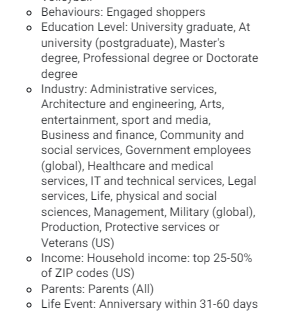 Volleyball
Behaviours: Engaged shoppers
Education Level: University graduate, At
university (postgraduate), Master's
degree, Professional degree or Doctorate
degree
Industry: Administrative services,
Architecture and engineering, Arts,
entertainment, sport and media,
Business and finance, Community and
social services, Government employees
(global), Healthcare and medical
services, IT and technical services, Legal
services, Life, physical and social
sciences, Management, Military (global),
Production, Protective services or
Veterans (US)
Income: Household income: top 25-50%
of ZIP codes (US)
Parents: Parents (All)
Life Event: Anniversary within 31-60 days